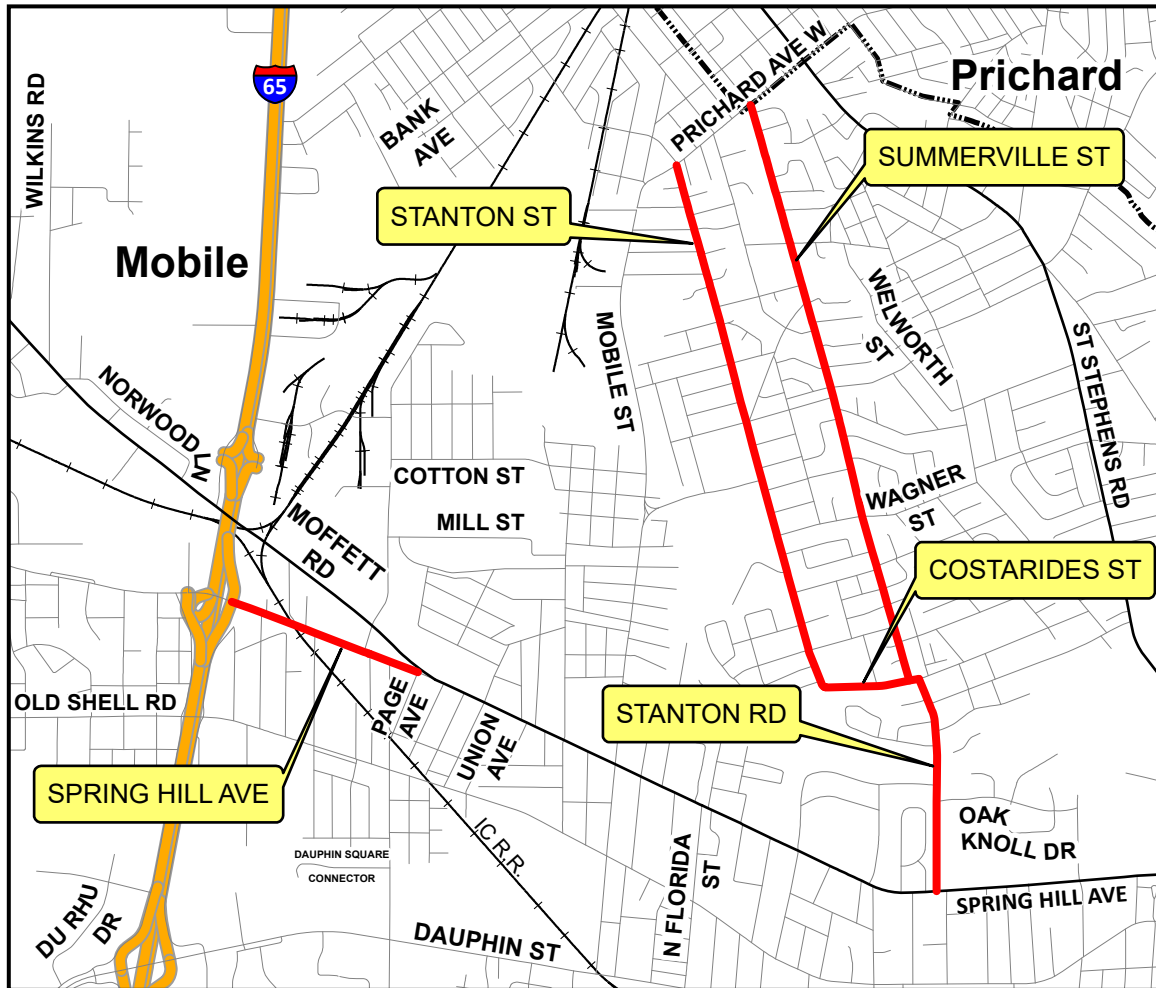 WILKINS RD
65
BANK
AVE
PRICHARD AVE W
Prichard
SUMMERVILLE ST
STANTON ST
Mobile
WELWORTH
ST
MOBILE ST
ST STEPHENS RD
NORWOOD LN
COTTON ST
WAGNER
ST
MILL ST
MOFFETT
RD
COSTARIDES ST
OLD SHELL RD
PAGE
AVE
UNION
AVE
STANTON RD
SPRING HILL AVE
I.C R.R.
OAK
KNOLL DR
DAUPHIN SQUARE
CONNECTOR
N FLORIDA
ST
SPRING HILL AVE
DU RHU
DR
DAUPHIN ST